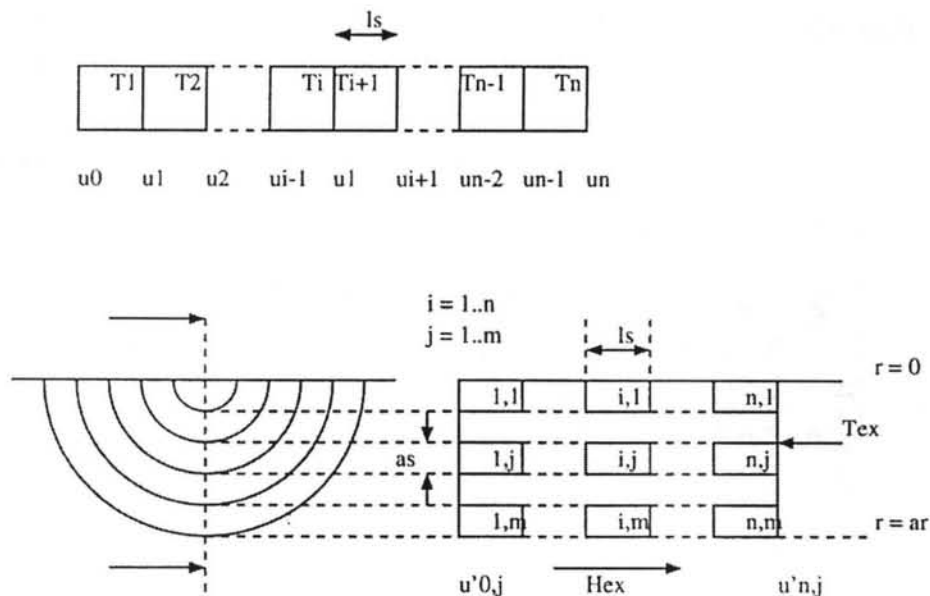 ls
T1 T2 Ti Ti+1 Tn-1 Tn
u0 u1 u2 ui-1 u1 ui+1 un-2 un-1 un
i = 1..n
j = 1..m
ls
r = 0
1,1 i,1 n,1
Tex
as 1,j i,j n,j
1,m i,m n,m r = ar
u'0,j Hex u'n,j